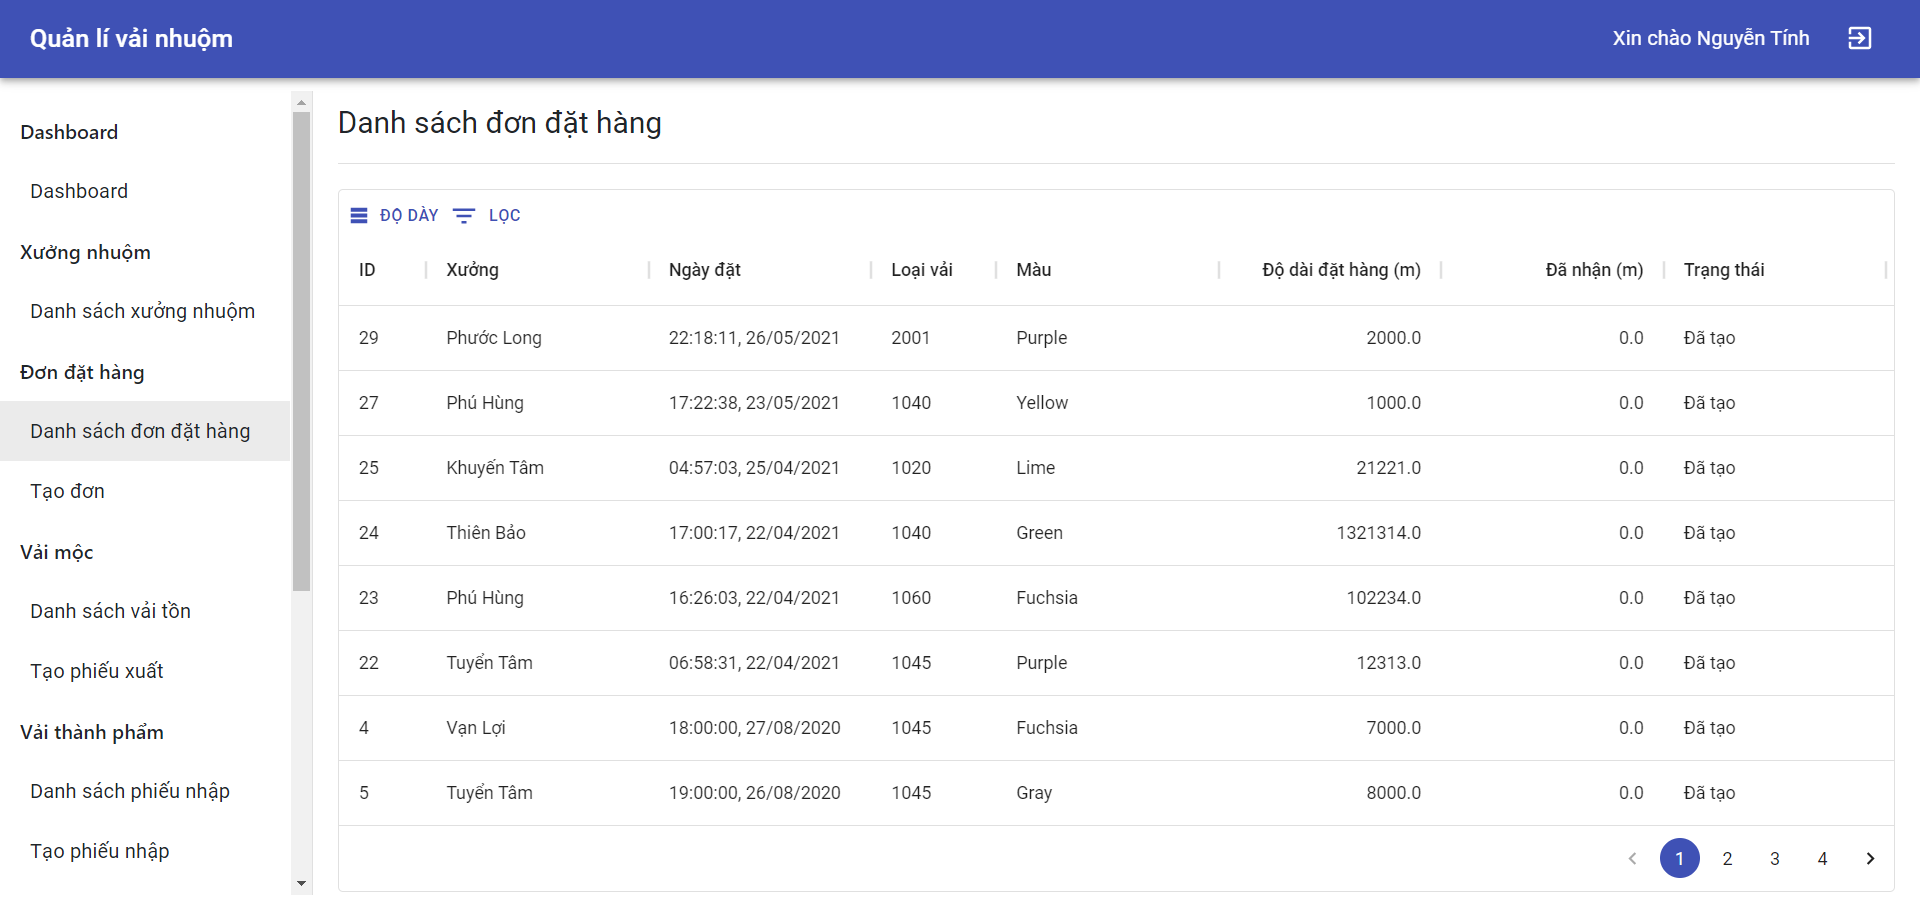 Quản lí vải nhuộm
Xin chào Nguyễn Tính
Dashboard
Dashboard
Xưởng nhuộm
Danh sách xưởng nhuộm
Đơn đặt hàng
Danh sách đơn đặt hàng
Tạo đơn
Vải mộc
Danh sách vải tồn
Tạo phiếu xuất
Vải thành phẩm
Danh sách phiếu nhập
Tạo phiếu nhập
Danh sách đơn đặt hàng
ĐỘ DÀY LỌC
ID Xưởng Ngày đặt Loại vải Màu Độ dài đặt hàng (m) Đã nhận (m) Trạng thái
29 Phước Long 22:18:11, 26/05/2021 2001 Purple 2000.0 0.0 Đã tạo
27 Phú Hùng 17:22:38, 23/05/2021 1040 Yellow 1000.0 0.0 Đã tạo
25 Khuyến Tâm 04:57:03, 25/04/2021 1020 Lime 21221.0 0.0 Đã tạo
24 Thiên Bảo 17:00:17, 22/04/2021 1040 Green 1321314.0 0.0 Đã tạo
23 Phú Hùng 16:26:03, 22/04/2021 1060 Fuchsia 102234.0 0.0 Đã tạo
22 Tuyển Tâm 06:58:31, 22/04/2021 1045 Purple 12313.0 0.0 Đã tạo
4 Vạn Lợi 18:00:00, 27/08/2020 1045 Fuchsia 7000.0 0.0 Đã tạo
5 Tuyển Tâm 19:00:00, 26/08/2020 1045 Gray 8000.0 0.0 Đã tạo
1 2 3 4